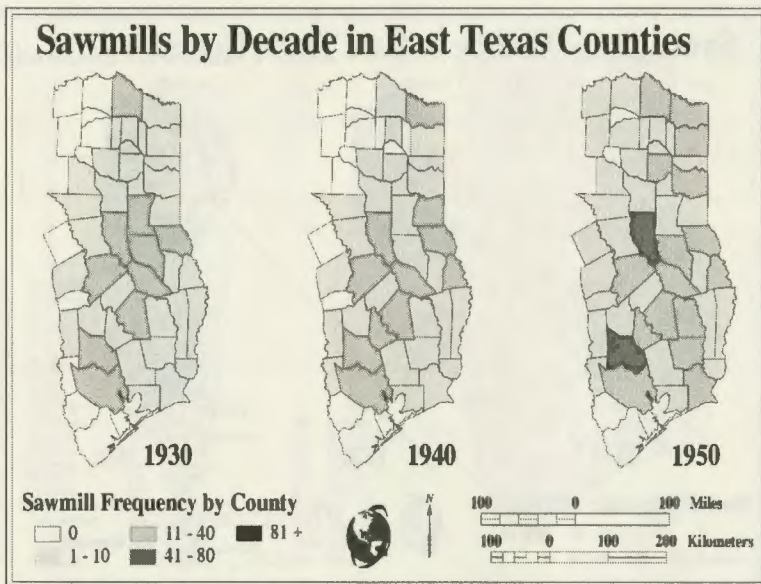 Sawmills by Decade in East Texas Counties
1930 1940 1950
Sawmill Frequency by County
0 11 - 40 81 +
1 - 10 41 - 80
N
100 0 100 Miles
100 0 100 200 Kilometers